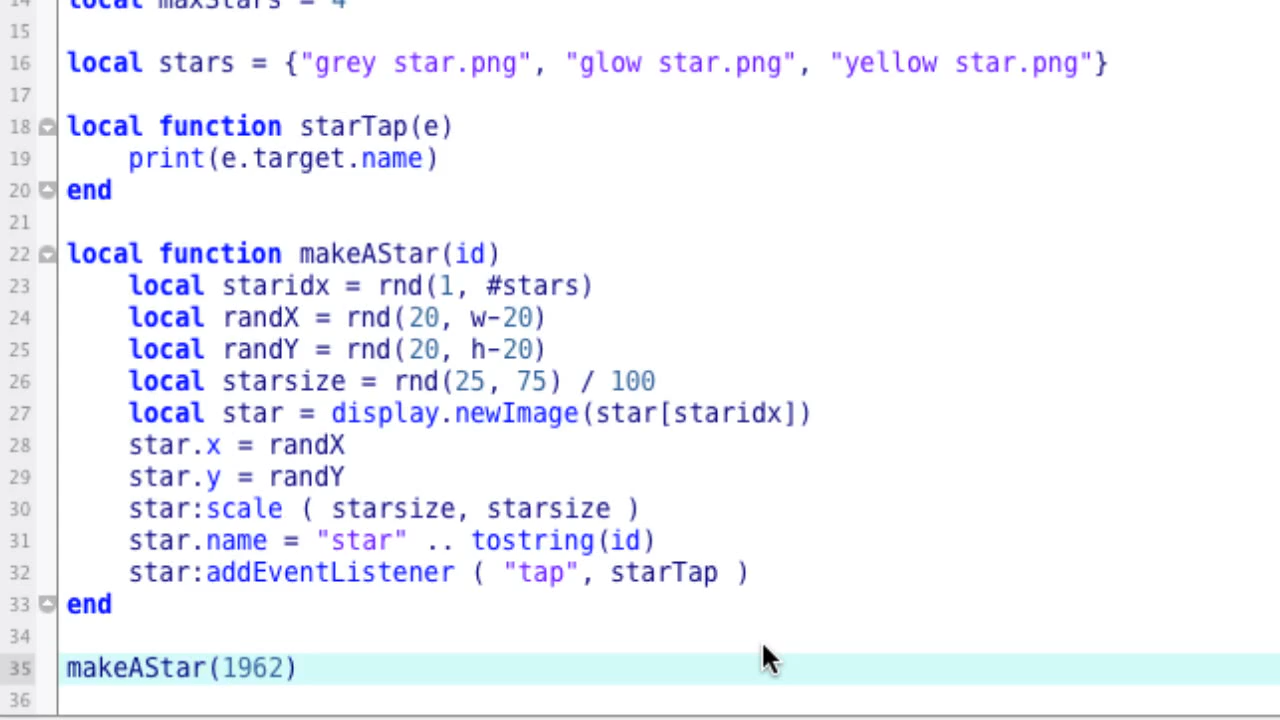 14 local maxStars = 4
15
16 local stars = {"grey star.png", "glow star.png", "yellow star.png"}
17
18 local function starTap(e)
19 print(e.target.name)
20 end
21
22 local function makeAStar(id)
23 local staridx = rnd(1, #stars)
24 local randX = rnd(20, w-20)
25 local randY = rnd(20, h-20)
26 local starsize = rnd(25, 75) / 100
27 local star = display.newImage(star[staridx])
28 star.x = randX
29 star.y = randY
30 star:scale ( starsize, starsize )
31 star.name = "star" .. tostring(id)
32 star:addEventListener ( "tap", starTap )
33 end
34
35 makeAStar(1962)
36